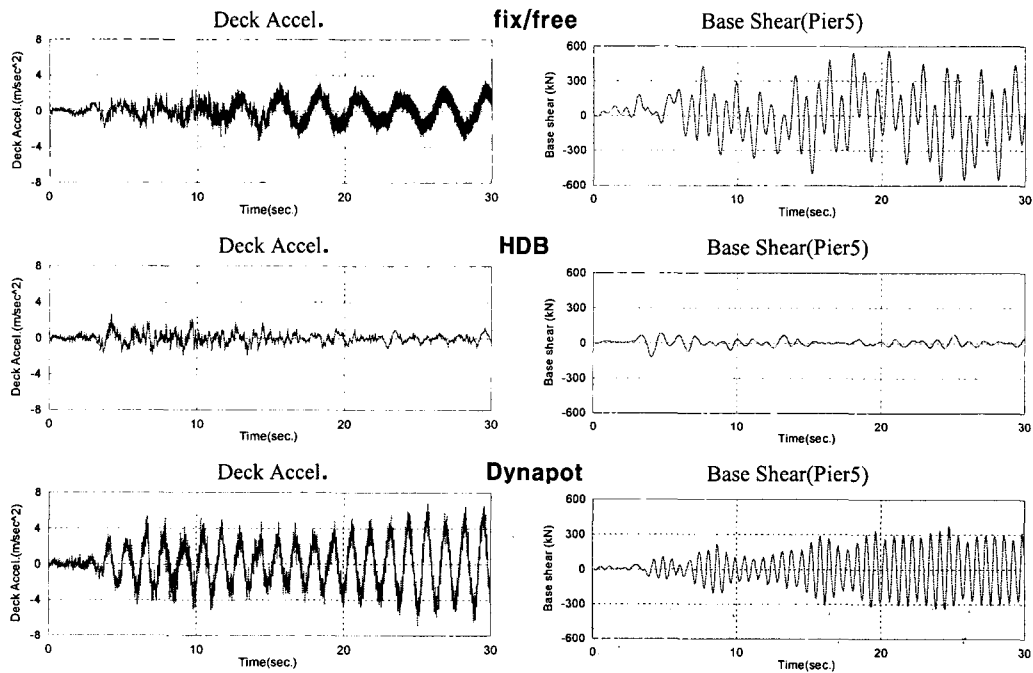 Deck Accel.
fix/free
Base Shear(Pier5)
Deck Accel.(m/sec^2)
8
4
0
-4
-8
0
10
20
30
Time(sec.)
Base shear (kN)
600
300
0
-300
-600
0
10
20
30
Time(sec.)
Deck Accel.
HDB
Base Shear(Pier5)
Deck Accel.(m/sec^2)
8
4
0
-4
-8
0
10
20
30
Time(sec.)
Base shear (kN)
600
300
0
-300
-600
0
10
20
30
Time(sec.)
Deck Accel.
Dynapot
Base Shear(Pier5)
Deck Accel.(m/sec^2)
8
4
0
-4
-8
0
10
20
30
Time(sec.)
Base shear (kN)
600
300
0
-300
-600
0
10
20
30
Time(sec.)